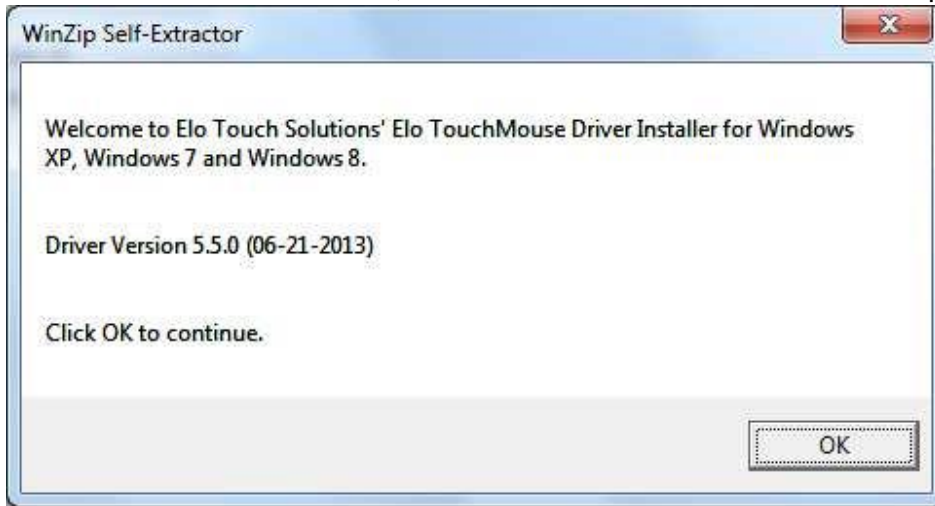 WinZip Self-Extractor
Welcome to Elo Touch Solutions' Elo TouchMouse Driver Installer for Windows
XP, Windows 7 and Windows 8.
Driver Version 5.5.0 (06-21-2013)
Click OK to continue.
OK